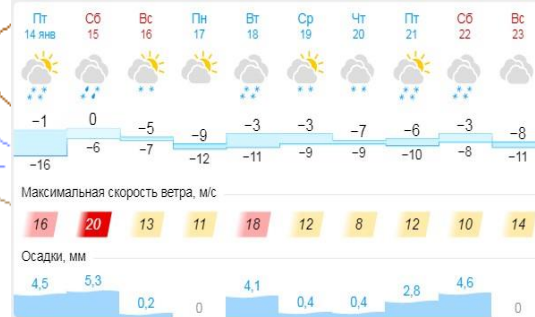 Пт Сб Вс Пн Вт Ср Чт Пт Сб Вс
14 янв 15 16 17 18 19 20 21 22 23
−1 0 −5 −9 −3 −3 −7 −6 −3 −8
−16 −6 −7 −12 −11 −9 −9 −10 −8 −11
Максимальная скорость ветра, м/с
16 20 13 11 18 12 8 12 10 14
Осадки, мм
4,5 5,3 0,2 0 4,1 0,4 0,4 2,8 4,6 0